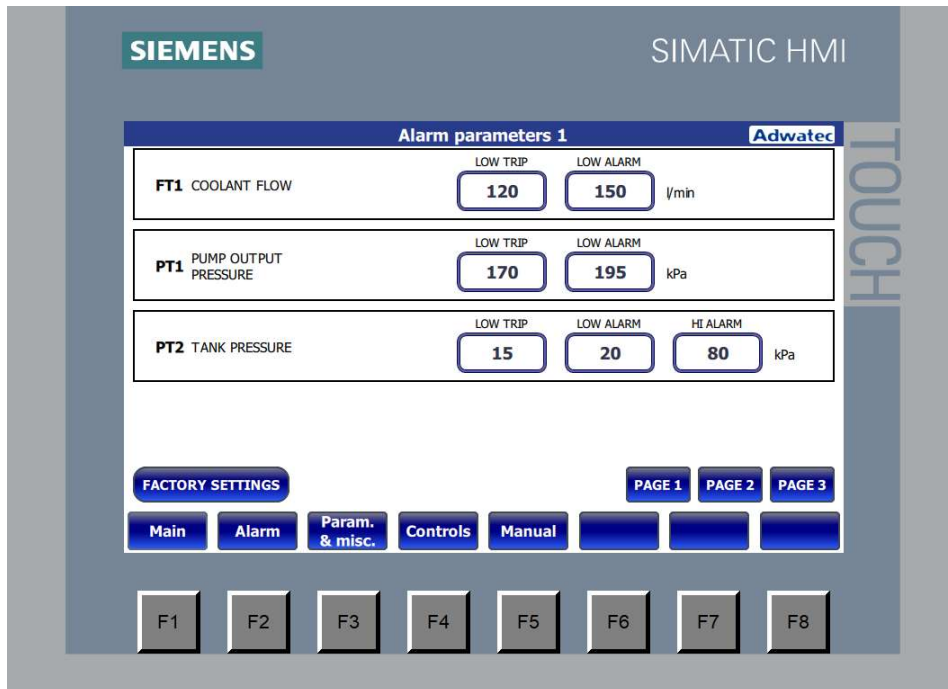 SIEMENS
SIMATIC HMI
TOUCH
Alarm parameters 1
Adwatec
LOW TRIP LOW ALARM
FT1 COOLANT FLOW 120 150 l/min
LOW TRIP LOW ALARM
PT1 PUMP OUTPUT
PRESSURE 170 195 kPa
LOW TRIP LOW ALARM HI ALARM
PT2 TANK PRESSURE 15 20 80 kPa
FACTORY SETTINGS PAGE 1 PAGE 2 PAGE 3
Main Alarm Param.
& misc. Controls Manual
F1 F2 F3 F4 F5 F6 F7 F8